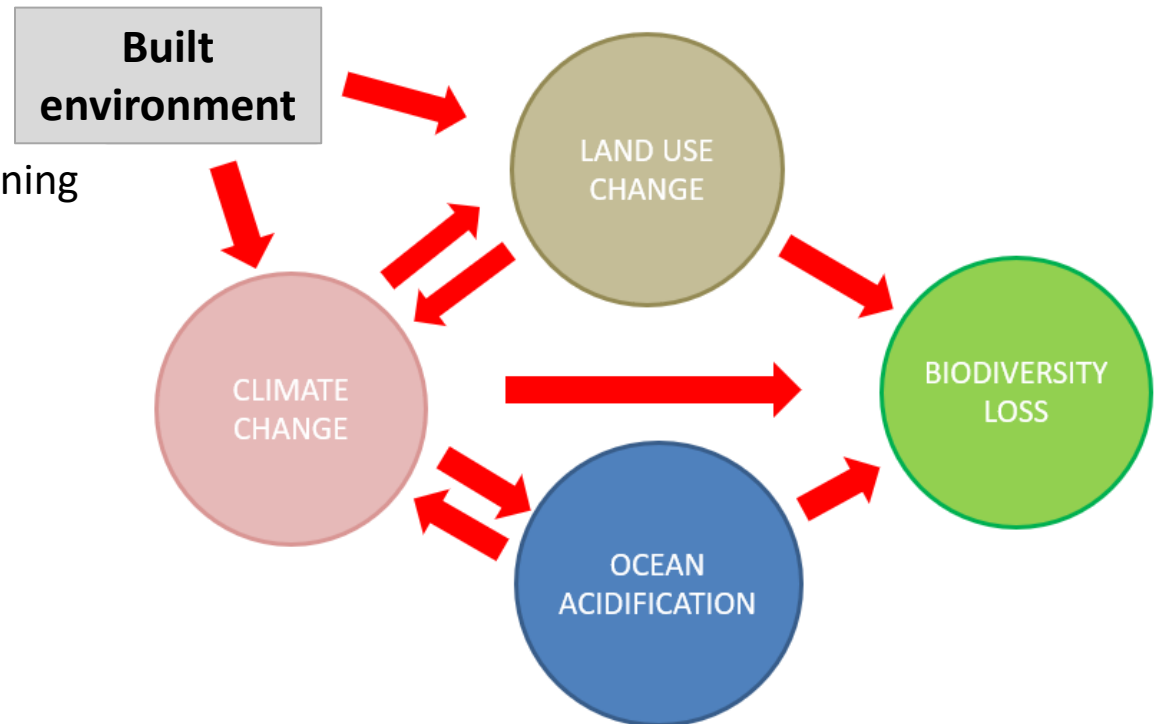 Built
environment
ning
LAND USE
CHANGE
CLIMATE
CHANGE
BIODIVERSITY
LOSS
OCEAN
ACIDIFICATION